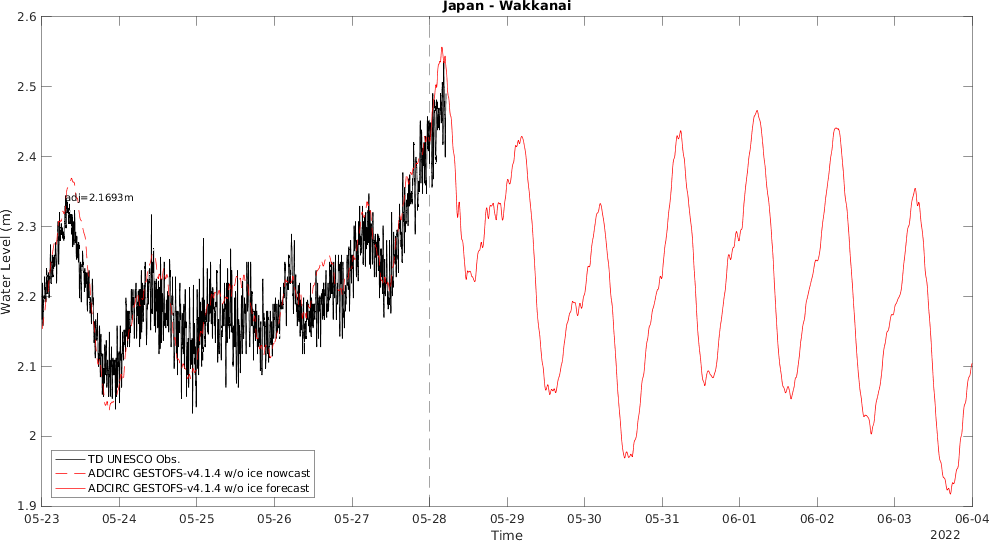 Japan - Wakkanai
2.6
2.5
2.4
2.3
2.2
2.1
2
1.9
Water Level (m)
adj=2.1693m
TD UNESCO Obs.
ADCIRC GESTOFS-v4.1.4 w/o ice nowcast
ADCIRC GESTOFS-v4.1.4 w/o ice forecast
05-23 05-24 05-25 05-26 05-27 05-28 05-29 05-30 05-31 06-01 06-02 06-03 06-04
Time
2022